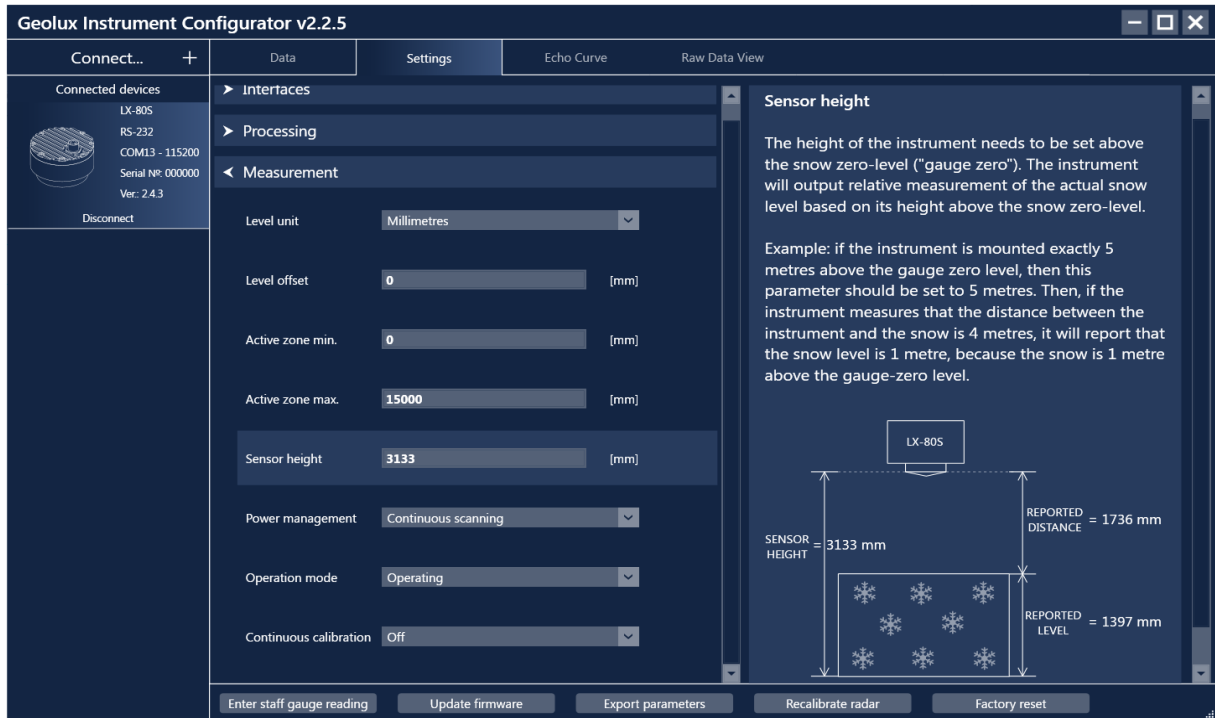 Geolux Instrument Configurator v2.2.5
Connect... +
Data
Settings
Echo Curve
Raw Data View
Connected devices
LX-80S
RS-232
COM13 - 115200
Serial Nº: 000000
Ver.: 2.4.3
Disconnect
Interfaces
Processing
Measurement
Level unit Millimetres
Level offset 0 [mm]
Active zone min. 0 [mm]
Active zone max. 15000 [mm]
Sensor height 3133 [mm]
Power management Continuous scanning
Operation mode Operating
Continuous calibration Off
Sensor height
The height of the instrument needs to be set above
the snow zero-level ("gauge zero"). The instrument
will output relative measurement of the actual snow
level based on its height above the snow zero-level.
Example: if the instrument is mounted exactly 5
metres above the gauge zero level, then this
parameter should be set to 5 metres. Then, if the
instrument measures that the distance between the
instrument and the snow is 4 metres, it will report that
the snow level is 1 metre, because the snow is 1 metre
above the gauge-zero level.
LX-80S
REPORTED
DISTANCE = 1736 mm
SENSOR
HEIGHT = 3133 mm
REPORTED
LEVEL = 1397 mm
Enter staff gauge reading
Update firmware
Export parameters
Recalibrate radar
Factory reset